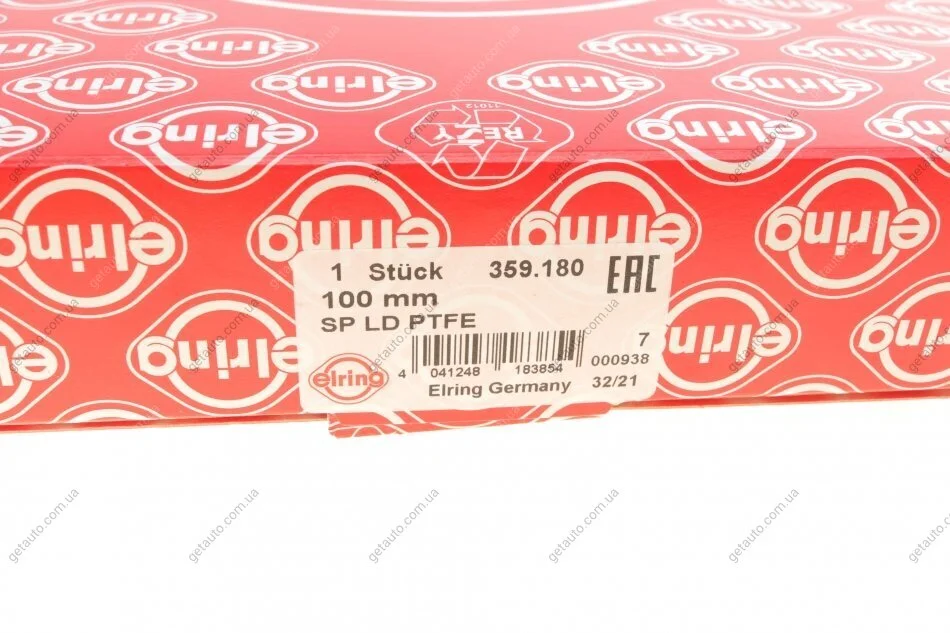 elring
REZY
11012
1 Stück 359.180 EAC
100 mm
SP LD PTFE
elring
4 041248 183854
Elring Germany 32/21
7
000938
getauto.com.ua